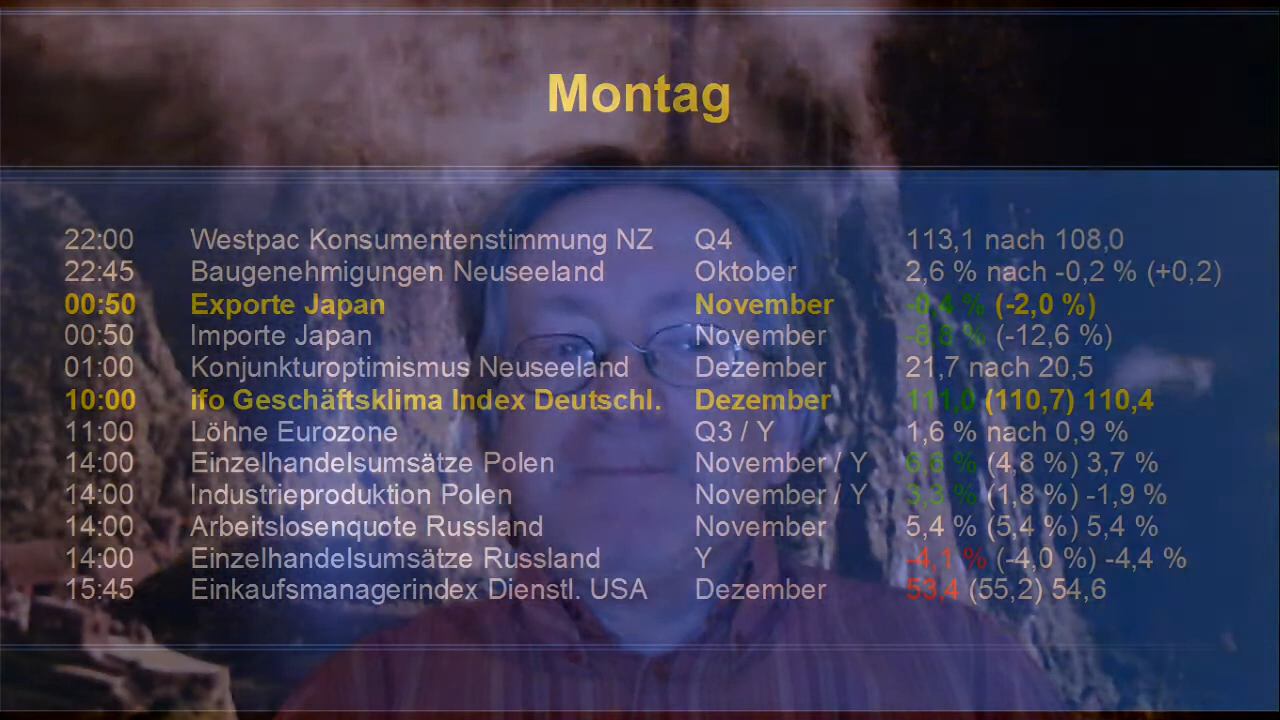 Montag
22:00 Westpac Konsumentenstimmung NZ Q4 113,1 nach 108,0
22:45 Baugenehmigungen Neuseeland Oktober 2,6 % nach -0,2 % (+0,2)
00:50 Exporte Japan November -0,4 % (-2,0 %)
00:50 Importe Japan November -8,8 % (-12,6 %)
01:00 Konjunkturoptimismus Neuseeland Dezember 21,7 nach 20,5
10:00 ifo Geschäftsklima Index Deutschl. Dezember 111,0 (110,7) 110,4
11:00 Löhne Eurozone Q3 / Y 1,6 % nach 0,9 %
14:00 Einzelhandelsumsätze Polen November / Y 6,6 % (4,8 %) 3,7 %
14:00 Industrieproduktion Polen November / Y 3,3 % (1,8 %) -1,9 %
14:00 Arbeitslosenquote Russland November 5,4 % (5,4 %) 5,4 %
14:00 Einzelhandelsumsätze Russland Y -4,1 % (-4,0 %) -4,4 %
15:45 Einkaufsmanagerindex Dienstl. USA Dezember 53,4 (55,2) 54,6